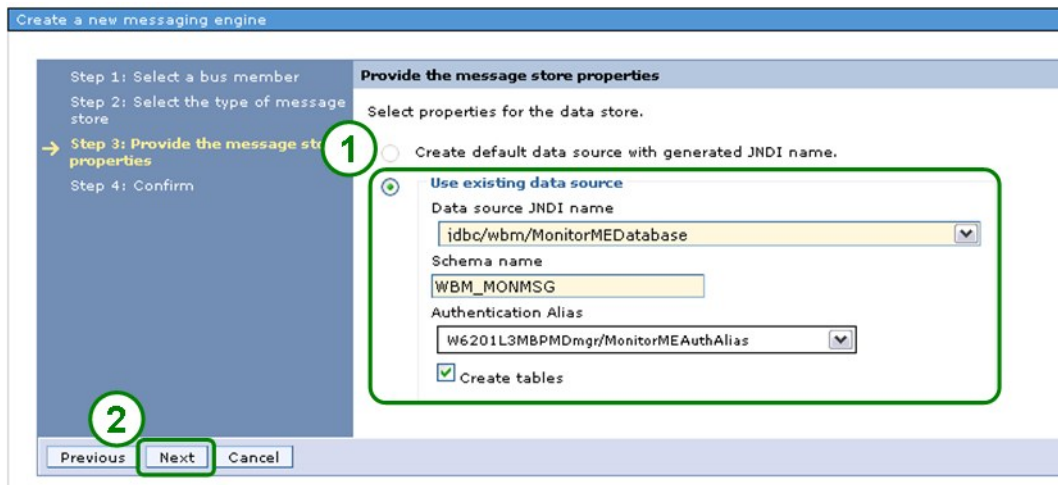 Create a new messaging engine
Step 1: Select a bus member
Step 2: Select the type of message
store
Step 3: Provide the message sto
properties
Step 4: Confirm
Provide the message store properties
Select properties for the data store.
1
Create default data source with generated JNDI name.
Use existing data source
Data source JNDI name
jdbc/wbm/MonitorMEDatabase
Schema name
WBM_MONMSG
Authentication Alias
W6201L3MBPMDmgr/MonitorMEAuthAlias
Create tables
2
Previous Next Cancel